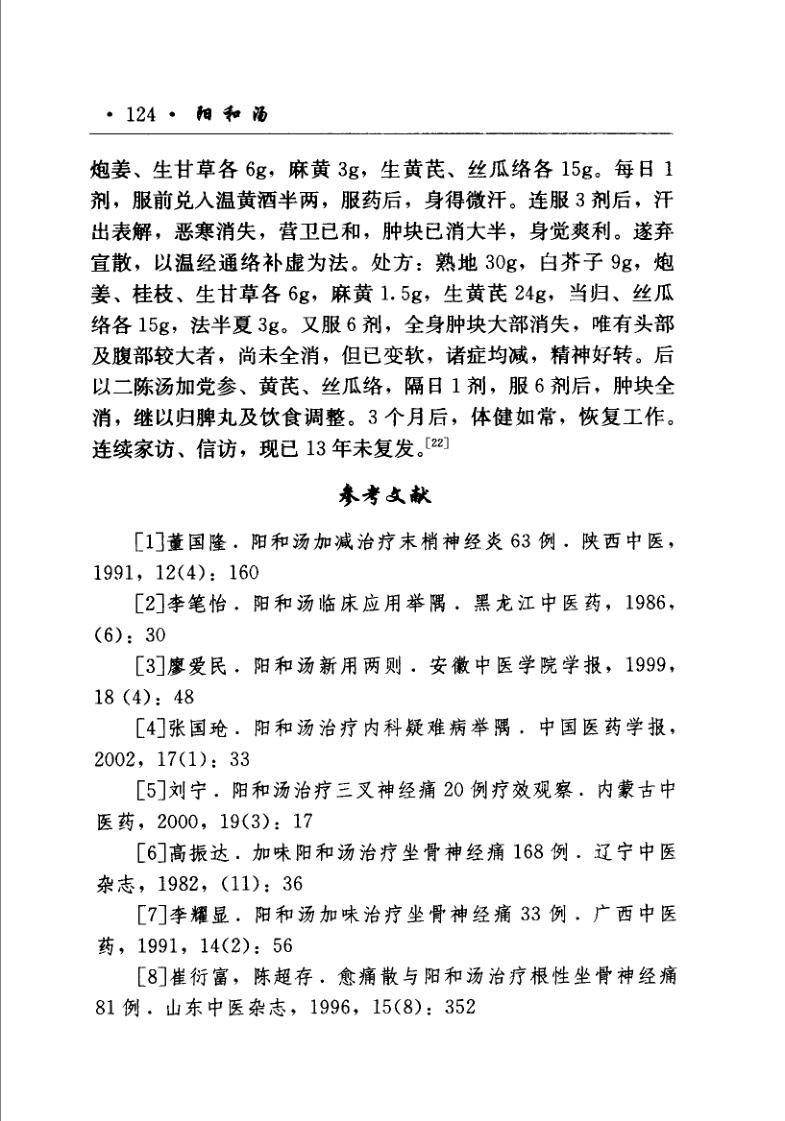 · 124 · 阳和汤
炮姜、生甘草各 6g，麻黄 3g，生黄芪、丝瓜络各 15g。每日 1
剂，服前兑入温黄酒半两，服药后，身得微汗。连服 3 剂后，汗
出表解，恶寒消失，营卫已和，肿块已消大半，身觉爽利。遂弃
宣散，以温经通络补虚为法。处方：熟地 30g，白芥子 9g，炮
姜、桂枝、生甘草各 6g，麻黄 1.5g，生黄芪 24g，当归、丝瓜
络各 15g，法半夏 3g。又服 6 剂，全身肿块大部消失，唯有头部
及腹部较大者，尚未全消，但已变软，诸症均减，精神好转。后
以二陈汤加党参、黄芪、丝瓜络，隔日 1 剂，服 6 剂后，肿块全
消，继以归脾丸及饮食调整。3 个月后，体健如常，恢复工作。
连续家访、信访，现已 13 年未复发。[22]
参考文献
[1]董国隆．阳和汤加减治疗末梢神经炎 63 例．陕西中医，
1991，12(4)：160
[2]李笔怡．阳和汤临床应用举隅．黑龙江中医药，1986，
(6)：30
[3]廖爱民．阳和汤新用两则．安徽中医学院学报，1999，
18 (4)：48
[4]张国玱．阳和汤治疗内科疑难病举隅．中国医药学报，
2002，17(1)：33
[5]刘宁．阳和汤治疗三叉神经痛 20 例疗效观察．内蒙古中
医药，2000，19(3)：17
[6]高振达．加味阳和汤治疗坐骨神经痛 168 例．辽宁中医
杂志，1982，(11)：36
[7]李耀显．阳和汤加味治疗坐骨神经痛 33 例．广西中医
药，1991，14(2)：56
[8]崔衍富，陈超存．愈痛散与阳和汤治疗根性坐骨神经痛
81 例．山东中医杂志，1996，15(8)：352